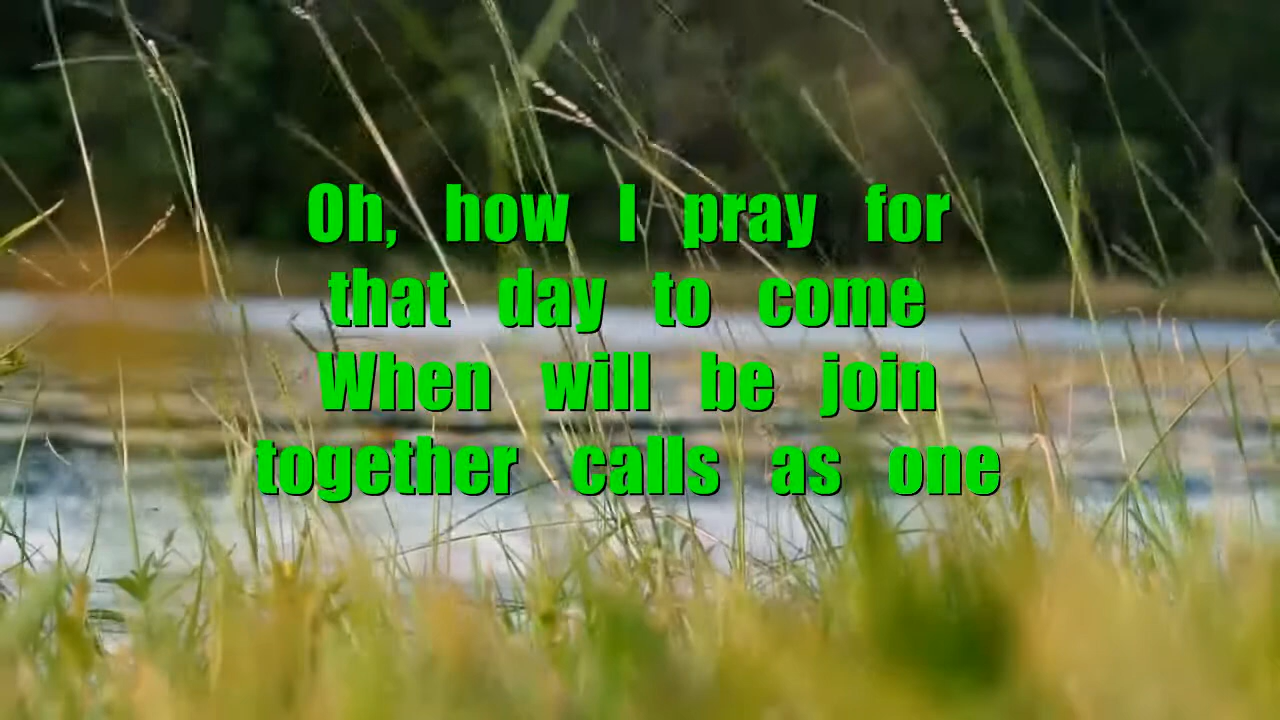 Oh, how I pray for
that day to come
When will be join
together calls as one